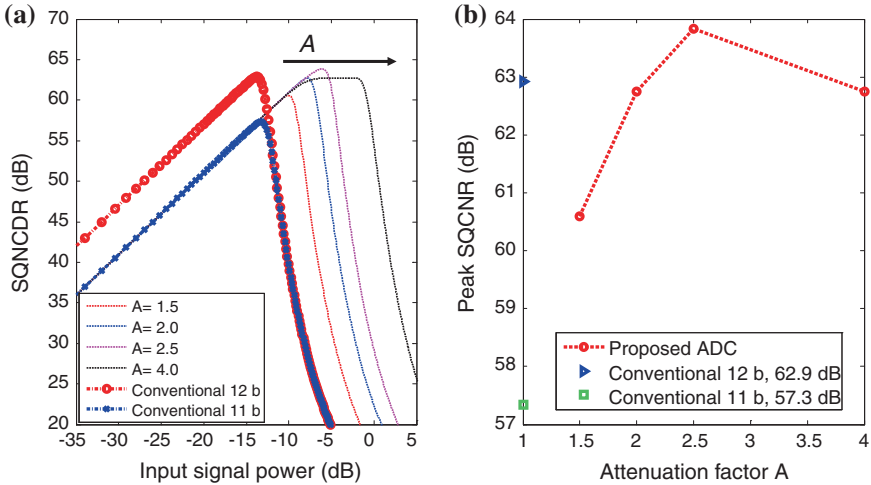 (a)
A
SQNCDR (dB)
70
65
60
55
50
45
40
35
30
25
20
A= 1.5
A= 2.0
A= 2.5
A= 4.0
Conventional 12 b
Conventional 11 b
-35 -30 -25 -20 -15 -10 -5 0 5
Input signal power (dB)
(b)
Peak SQCNR (dB)
64
63
62
61
60
59
58
57
Proposed ADC
Conventional 12 b, 62.9 dB
Conventional 11 b, 57.3 dB
1 1.5 2 2.5 3 3.5 4
Attenuation factor A